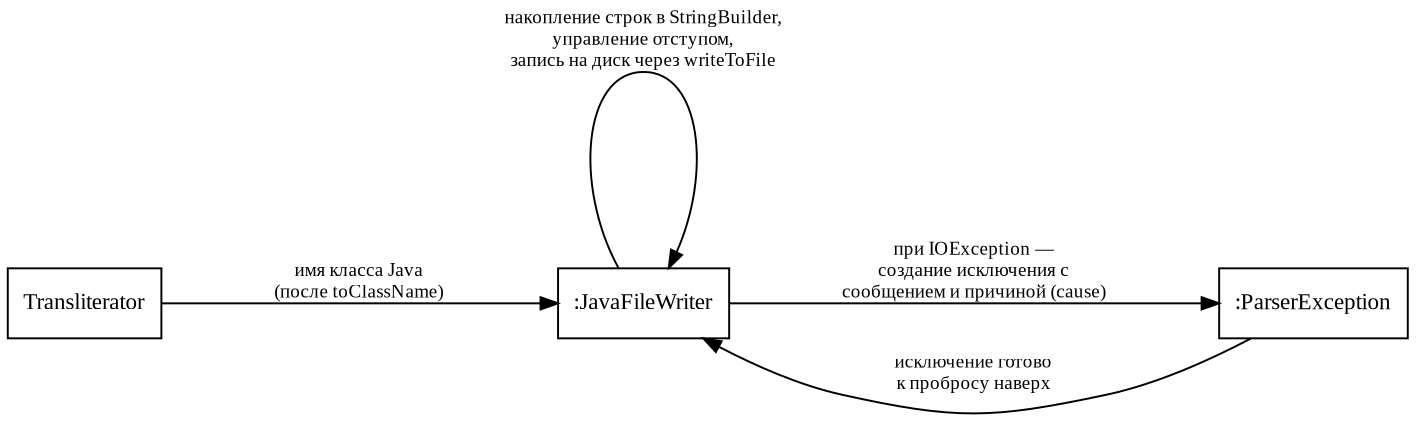 накопление строк в StringBuilder,
управление отступом,
запись на диск через writeToFile
Transliterator
имя класса Java
(после toClassName)
:JavaFileWriter
при IOException —
создание исключения с
сообщением и причиной (cause)
:ParserException
исключение готово
к пробросу наверх